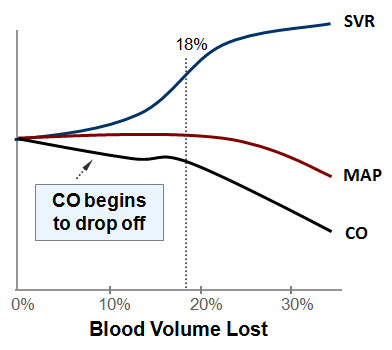 SVR
18%
MAP
CO begins
to drop off
CO
0% 10% 20% 30%
Blood Volume Lost